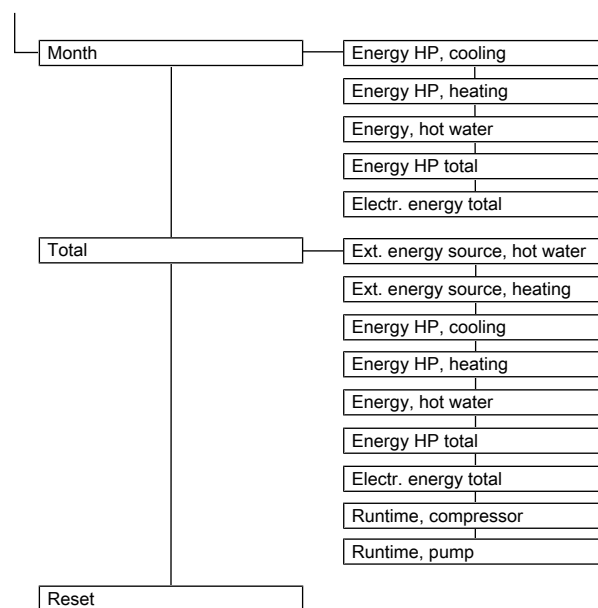 Month
Energy HP, cooling
Energy HP, heating
Energy, hot water
Energy HP total
Electr. energy total
Total
Ext. energy source, hot water
Ext. energy source, heating
Energy HP, cooling
Energy HP, heating
Energy, hot water
Energy HP total
Electr. energy total
Runtime, compressor
Runtime, pump
Reset